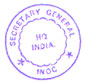 SECRETARY GENERAL
HQ
INDIA.
INOC